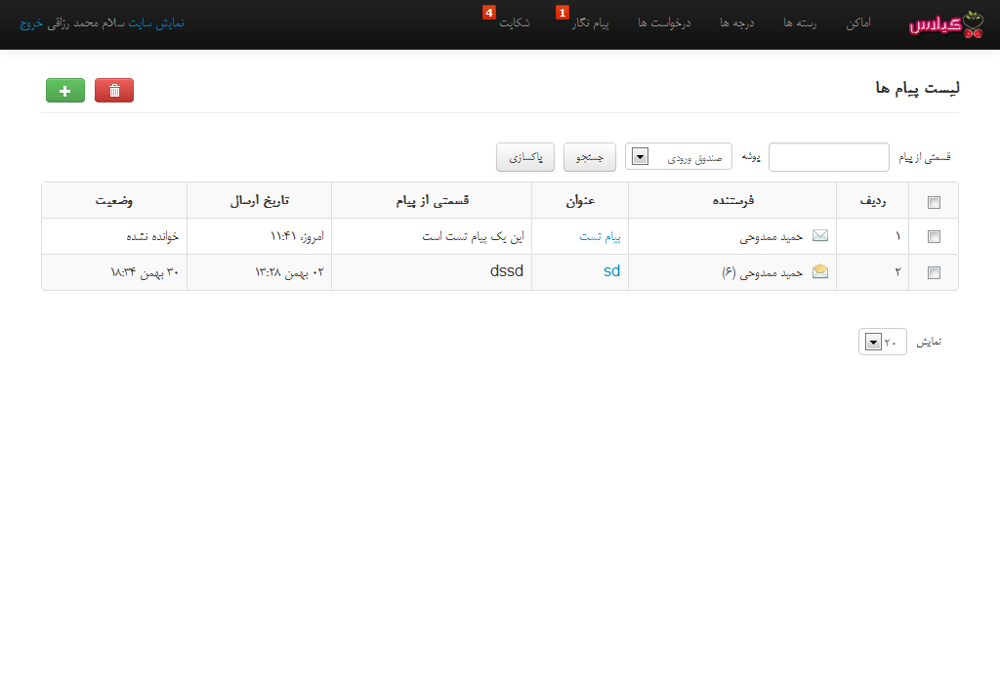 گیلاس اماکن رسته ها درجه ها درخواست ها پیام نگار 1 شکایت 4 نمایش سایت سلام محمد رزاقی خروج
لیست پیام ها
قسمتی از پیام پوشه صندوق ورودی جستجو پاکسازی
ردیف فرستنده عنوان قسمتی از پیام تاریخ ارسال وضعیت
۱ حمید ممدوحی پیام تست این یک پیام تست است امروز، ۱۱:۴۱ خوانده نشده
۲ حمید ممدوحی (۶) sd dssd ۰۲ بهمن ۱۳:۲۸ ۳۰ بهمن ۱۸:۳۴
نمایش ۲۰